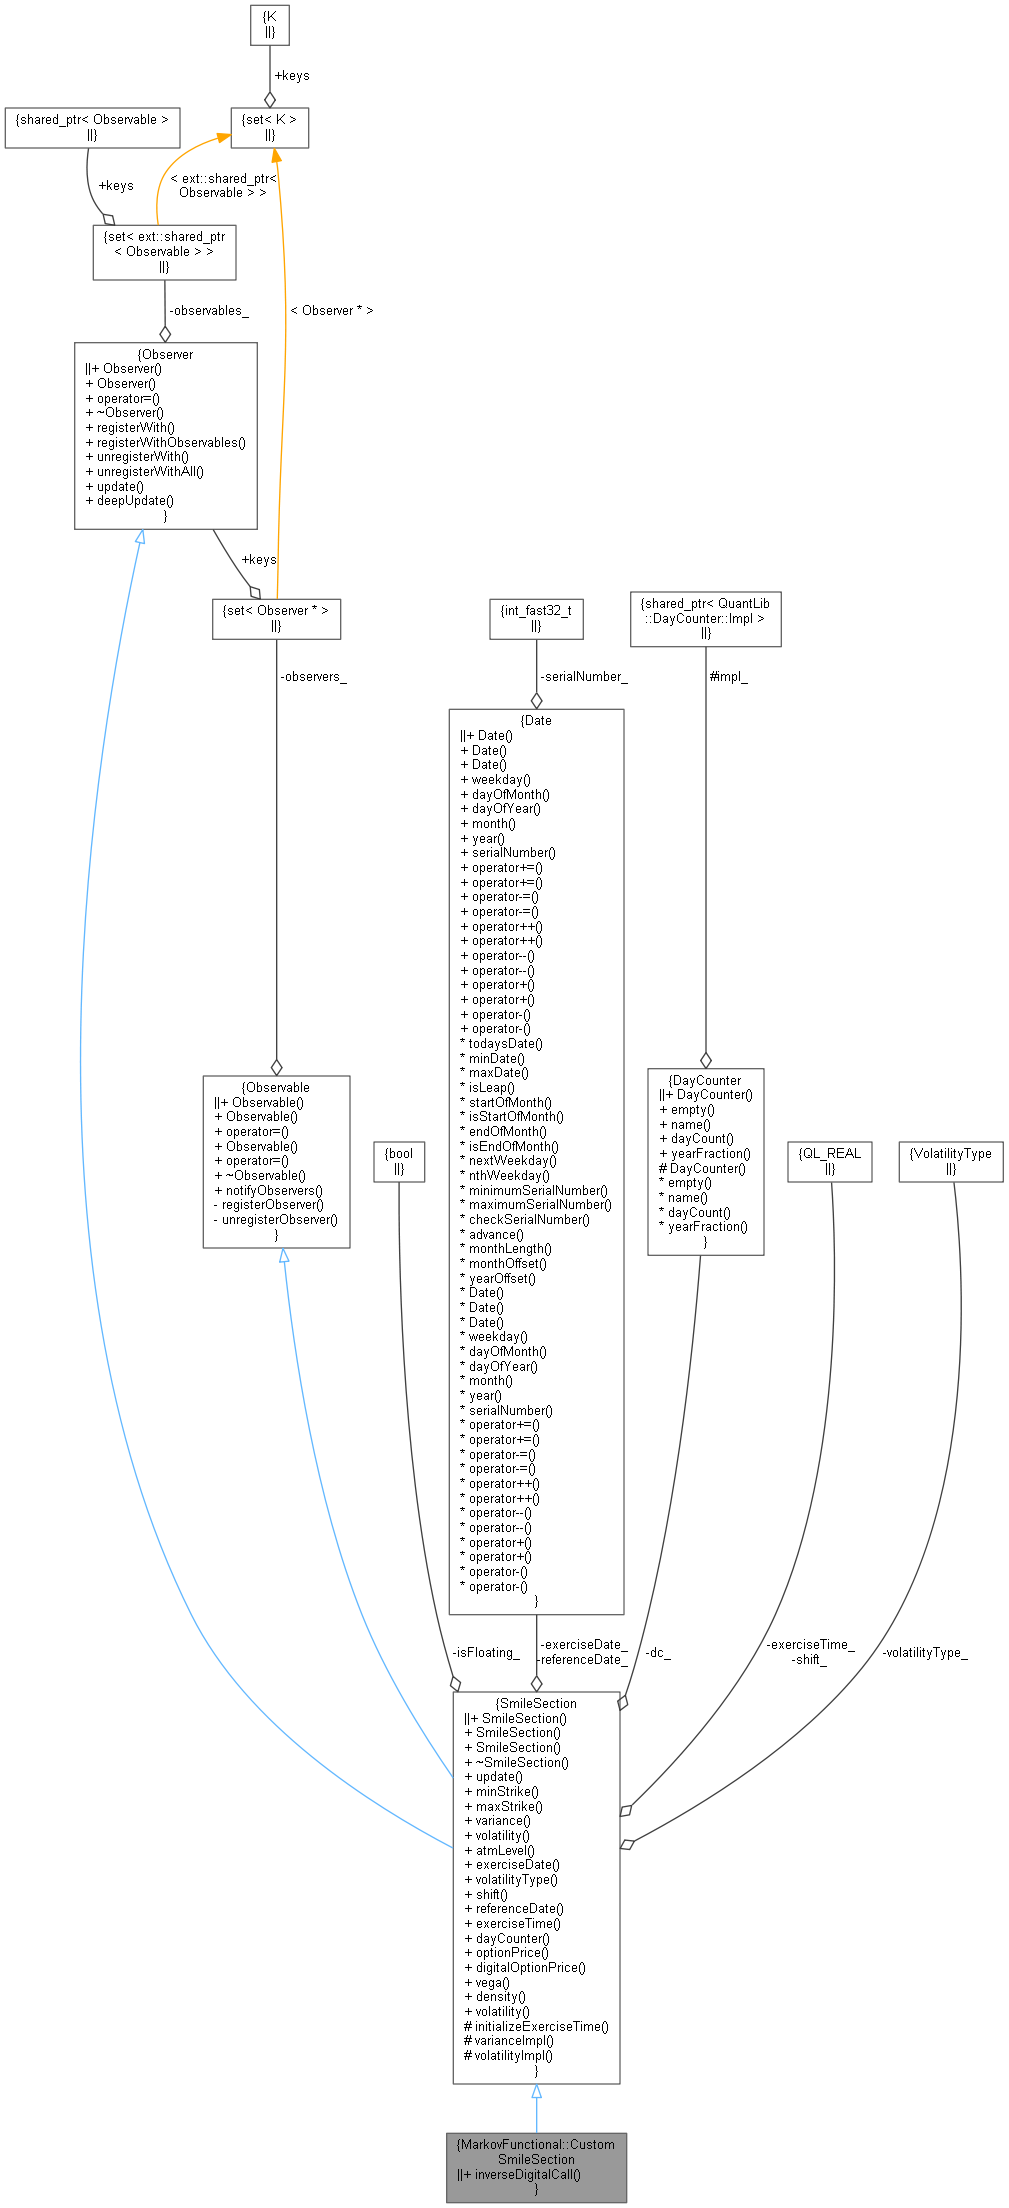 {K
||}
+keys
{shared_ptr< Observable >
||}
{set< K >
||}
+keys
< ext::shared_ptr<
Observable > >
{set< ext::shared_ptr
< Observable > >
||}
-observables_
< Observer * >
{Observer
||+ Observer()
+ Observer()
+ operator=()
+ ~Observer()
+ registerWith()
+ registerWithObservables()
+ unregisterWith()
+ unregisterWithAll()
+ update()
+ deepUpdate()
}
+keys
{set< Observer * >
||}
{int_fast32_t
||}
{shared_ptr< QuantLib
::DayCounter::Impl >
||}
-observers_
-serialNumber_
#impl_
{Date
||+ Date()
+ Date()
+ Date()
+ weekday()
+ dayOfMonth()
+ dayOfYear()
+ month()
+ year()
+ serialNumber()
+ operator+=()
+ operator+=()
+ operator-=()
+ operator-=()
+ operator++()
+ operator++()
+ operator--()
+ operator--()
+ operator+()
+ operator+()
+ operator-()
+ operator-()
* todaysDate()
* minDate()
* maxDate()
* isLeap()
* startOfMonth()
* isStartOfMonth()
* endOfMonth()
* isEndOfMonth()
* nextWeekday()
* nthWeekday()
* minimumSerialNumber()
* maximumSerialNumber()
* checkSerialNumber()
* advance()
* monthLength()
* monthOffset()
* yearOffset()
* Date()
* Date()
* Date()
* weekday()
* dayOfMonth()
* dayOfYear()
* month()
* year()
* serialNumber()
* operator+=()
* operator+=()
* operator-=()
* operator-=()
* operator++()
* operator++()
* operator--()
* operator--()
* operator+()
* operator+()
* operator-()
* operator-()
}
{Observable
||+ Observable()
+ Observable()
+ operator=()
+ Observable()
+ operator=()
+ ~Observable()
+ notifyObservers()
- registerObserver()
- unregisterObserver()
}
{bool
||}
{DayCounter
||+ DayCounter()
+ empty()
+ name()
+ dayCount()
+ yearFraction()
# DayCounter()
* empty()
* name()
* dayCount()
* yearFraction()
}
{QL_REAL
||}
{VolatilityType
||}
-isFloating_
-exerciseDate_
-referenceDate_
-dc_
-exerciseTime_
-shift_
-volatilityType_
{SmileSection
||+ SmileSection()
+ SmileSection()
+ SmileSection()
+ ~SmileSection()
+ update()
+ minStrike()
+ maxStrike()
+ variance()
+ volatility()
+ atmLevel()
+ exerciseDate()
+ volatilityType()
+ shift()
+ referenceDate()
+ exerciseTime()
+ dayCounter()
+ optionPrice()
+ digitalOptionPrice()
+ vega()
+ density()
+ volatility()
# initializeExerciseTime()
# varianceImpl()
# volatilityImpl()
}
{MarkovFunctional::Custom
SmileSection
||+ inverseDigitalCall()
}